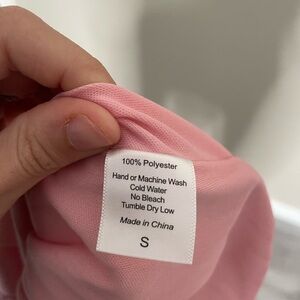 100% Polyester
Hand or Machine Wash
Cold Water
No Bleach
Tumble Dry Low
Made in China
S